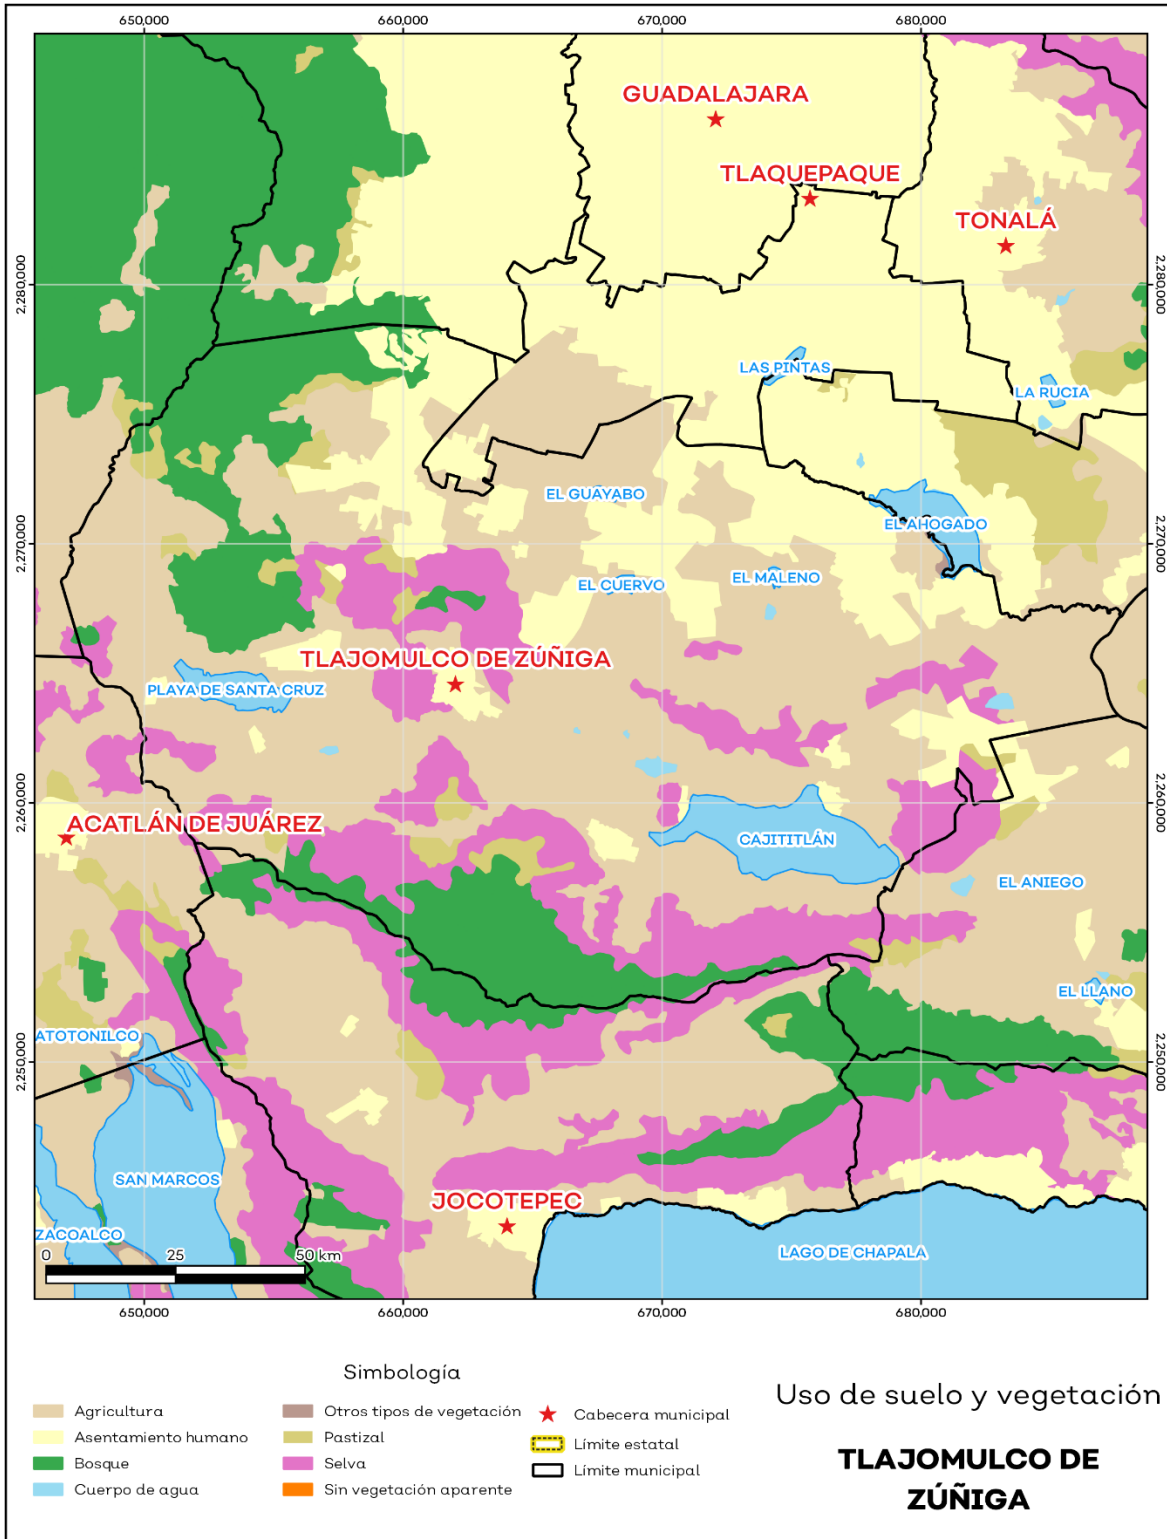 650,000 660,000 670,000 680,000
GUADALAJARA
TLAQUEPAQUE
TONALÁ
2,280,000 2,280,000
LAS PINTAS
LA RUCIA
EL GUAYABO
EL AHOGADO
2,270,000 2,270,000
EL CUERVO
EL MALENO
TLAJOMULCO DE ZÚÑIGA
PLAYA DE SANTA CRUZ
2,260,000 2,260,000
ACATLÁN DE JUÁREZ
CAJITITLÁN
EL ANIEGO
EL LLANO
ATOTONILCO
2,250,000 2,250,000
SAN MARCOS
JOCOTEPEC
ZACOALCO
LAGO DE CHAPALA
0 25 50 km
650,000 660,000 670,000 680,000
Simbología
Agricultura
Asentamiento humano
Bosque
Cuerpo de agua
Otros tipos de vegetación
Pastizal
Selva
Sin vegetación aparente
Cabecera municipal
Límite estatal
Límite municipal
Uso de suelo y vegetación
TLAJOMULCO DE
ZÚÑIGA